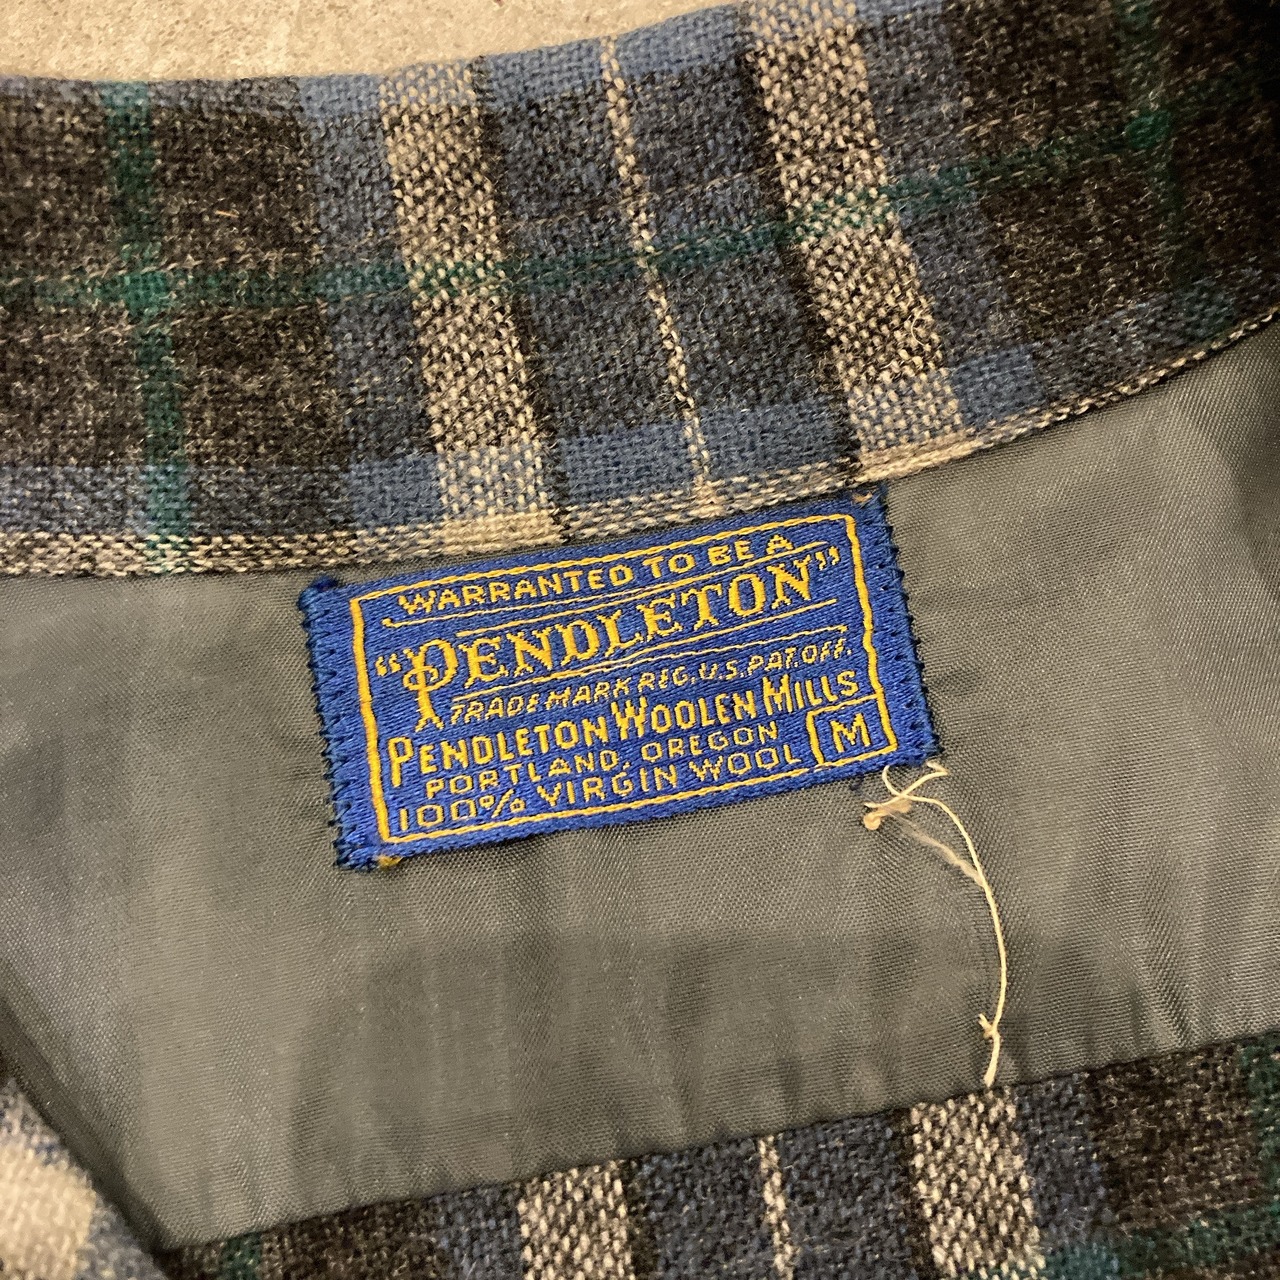 WARRANTED TO BE A
"PENDLETON"
TRADE MARK REG. U.S. PAT. OFF.
PENDLETON WOOLEN MILLS
PORTLAND, OREGON
100% VIRGIN WOOL
M